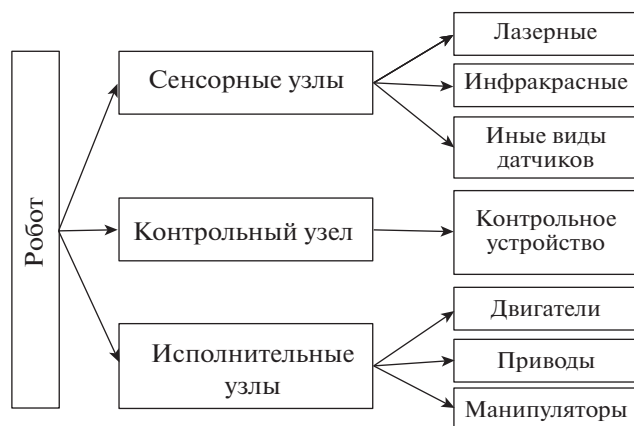 Робот
Сенсорные узлы
Лазерные
Инфракрасные
Иные виды
датчиков
Контрольный узел
Контрольное
устройство
Исполнительные
узлы
Двигатели
Приводы
Манипуляторы